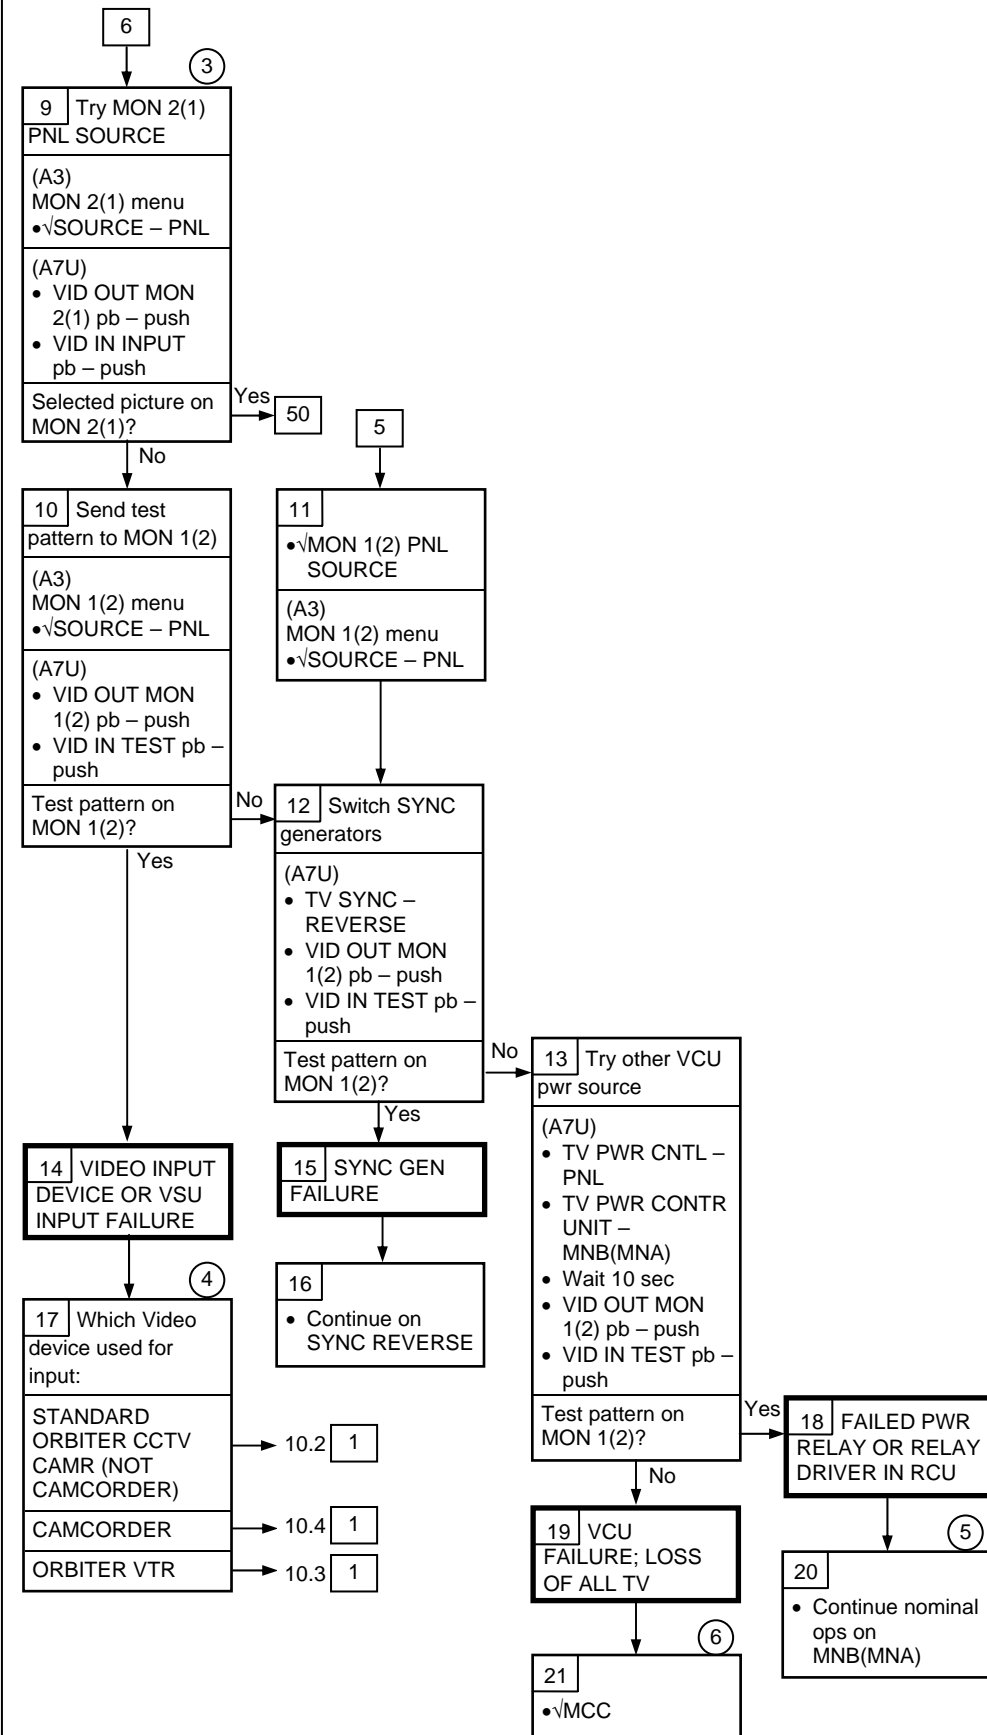 6
3
9 Try MON 2(1)
PNL SOURCE
(A3)
MON 2(1) menu
•√SOURCE – PNL
(A7U)
• VID OUT MON
2(1) pb – push
• VID IN INPUT
pb – push
Selected picture on
MON 2(1)?
Yes
50
No
10 Send test
pattern to MON 1(2)
(A3)
MON 1(2) menu
•√SOURCE – PNL
(A7U)
• VID OUT MON
1(2) pb – push
• VID IN TEST pb –
push
Test pattern on
MON 1(2)?
No
Yes
5
11
•√MON 1(2) PNL
SOURCE
(A3)
MON 1(2) menu
•√SOURCE – PNL
12 Switch SYNC
generators
(A7U)
• TV SYNC –
REVERSE
• VID OUT MON
1(2) pb – push
• VID IN TEST pb –
push
Test pattern on
MON 1(2)?
No
Yes
13 Try other VCU
pwr source
(A7U)
• TV PWR CNTL –
PNL
• TV PWR CONTR
UNIT –
MNB(MNA)
• Wait 10 sec
• VID OUT MON
1(2) pb – push
• VID IN TEST pb –
push
Test pattern on
MON 1(2)?
Yes
No
14 VIDEO INPUT
DEVICE OR VSU
INPUT FAILURE
15 SYNC GEN
FAILURE
16
• Continue on
SYNC REVERSE
4
17 Which Video
device used for
input:
STANDARD
ORBITER CCTV
CAMR (NOT
CAMCORDER)
10.2 1
CAMCORDER
10.4 1
ORBITER VTR
10.3 1
18 FAILED PWR
RELAY OR RELAY
DRIVER IN RCU
19 VCU
FAILURE; LOSS
OF ALL TV
5
20
• Continue nominal
ops on
MNB(MNA)
6
21
•√MCC